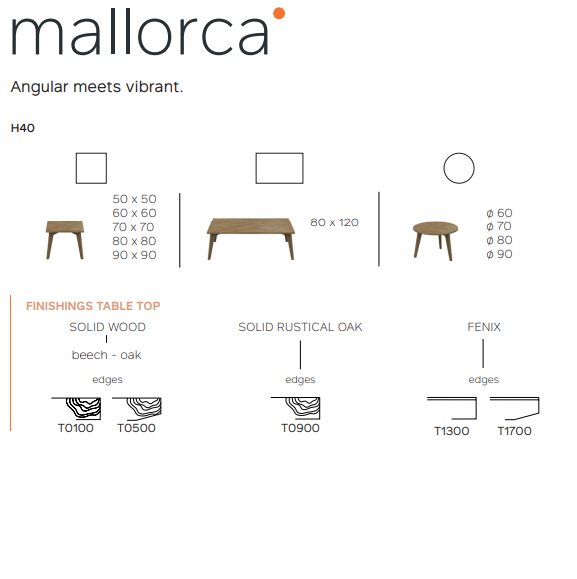 mallorca
Angular meets vibrant.
H40
50 x 50
60 x 60
70 x 70
80 x 80
90 x 90
80 x 120
ø 60
ø 70
ø 80
ø 90
FINISHINGS TABLE TOP
SOLID WOOD
beech - oak
edges
T0100 T0500
SOLID RUSTICAL OAK
edges
T0900
FENIX
edges
T1300 T1700